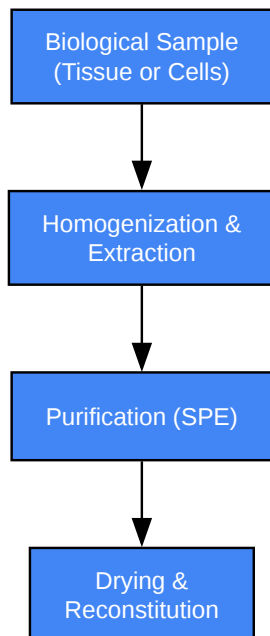 Biological Sample
(Tissue or Cells)
Homogenization &
Extraction
Purification (SPE)
Drying &
Reconstitution